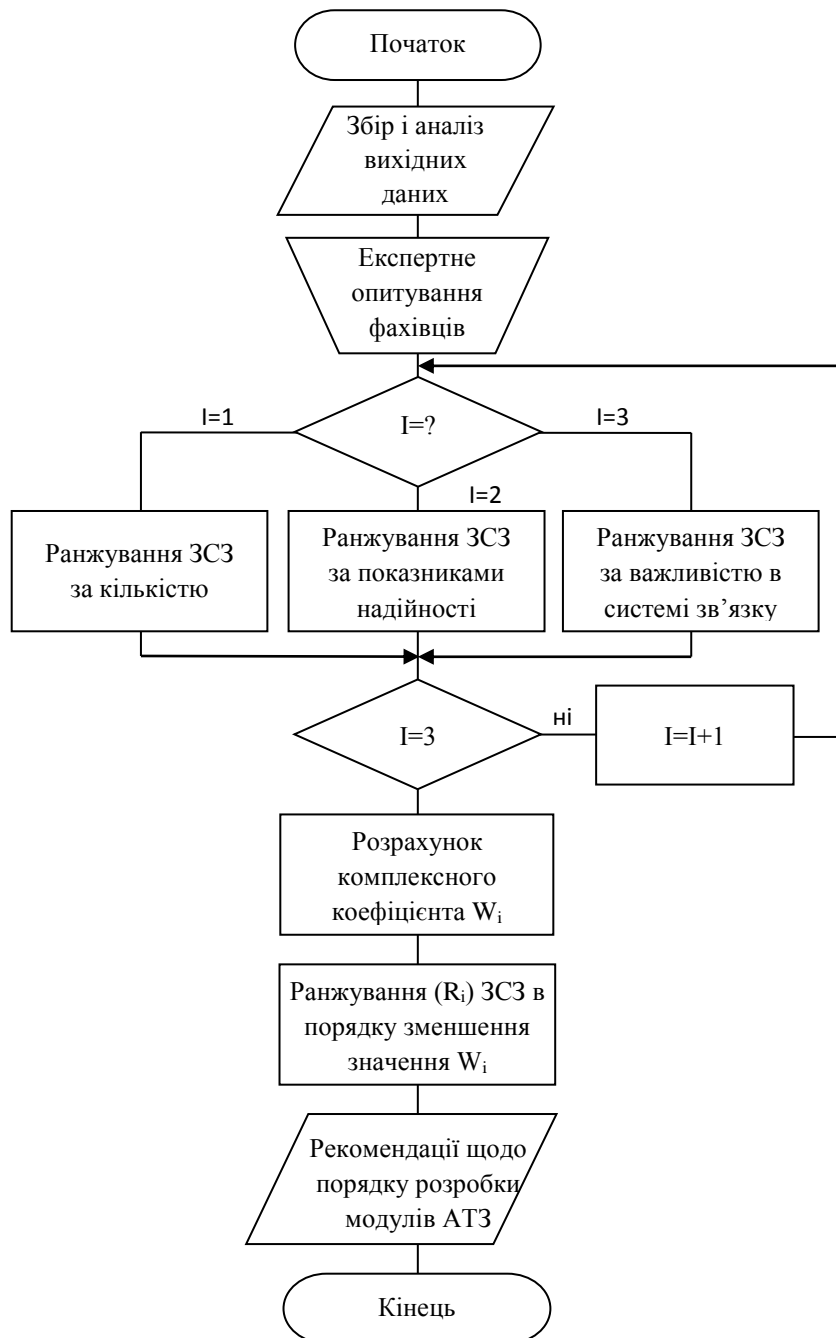 Початок
Збір і аналіз
вихідних
даних
Експертне
опитування
фахівців
I=1
I=?
I=3
I=2
Ранжування ЗСЗ
за кількістю
Ранжування ЗСЗ
за показниками
надійності
Ранжування ЗСЗ
за важливістю в
системі зв’язку
I=3
ні
I=I+1
Розрахунок
комплексного
коефіцієнта Wᵢ
Ранжування (Rᵢ) ЗСЗ в
порядку зменшення
значення Wᵢ
Рекомендації щодо
порядку розробки
модулів АТЗ
Кінець